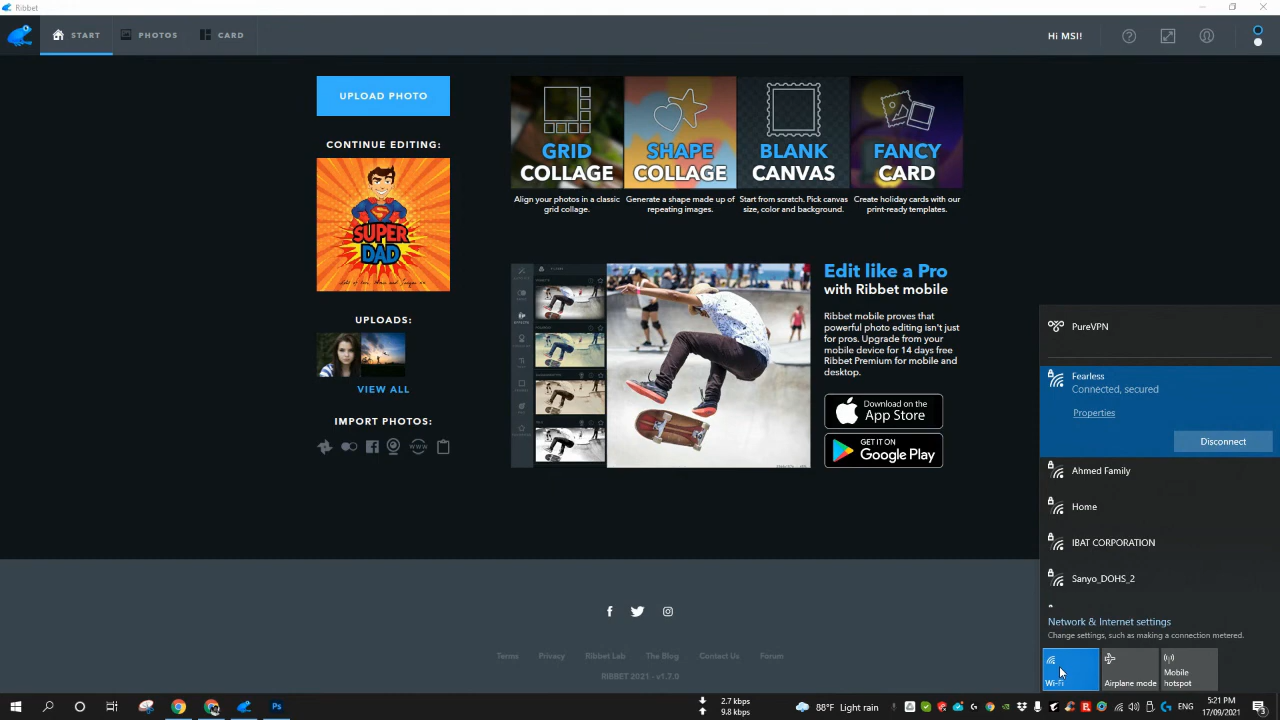 Ribbet
START
PHOTOS
CARD
Hi MSI!
UPLOAD PHOTO
CONTINUE EDITING:
SUPER
DAD
UPLOADS:
VIEW ALL
IMPORT PHOTOS:
WWW
GRID
COLLAGE
Align your photos in a classic
grid collage.
SHAPE
COLLAGE
Generate a shape made up of
repeating images.
BLANK
CANVAS
Start from scratch. Pick canvas
size, color and background.
FANCY
CARD
Create holiday cards with our
print-ready templates.
Edit like a Pro
with Ribbet mobile
Ribbet mobile proves that
powerful photo editing isn't just
for pros. Upgrade from your
mobile device for 14 days free
Ribbet Premium for mobile and
desktop.
Download on the
App Store
GET IT ON
Google Play
PureVPN
Fearless
Connected, secured
Properties
Disconnect
Ahmed Family
Home
IBAT CORPORATION
Sanyo_DOHS_2
Network & Internet settings
Change settings, such as making a connection metered.
Wi-Fi
Airplane mode
Mobile
hotspot
Terms
Privacy
Ribbet Lab
The Blog
Contact Us
Forum
RIBBET 2021 - v1.7.0
2.7 kbps
9.8 kbps
88°F Light rain
ENG
5:21 PM
17/09/2021